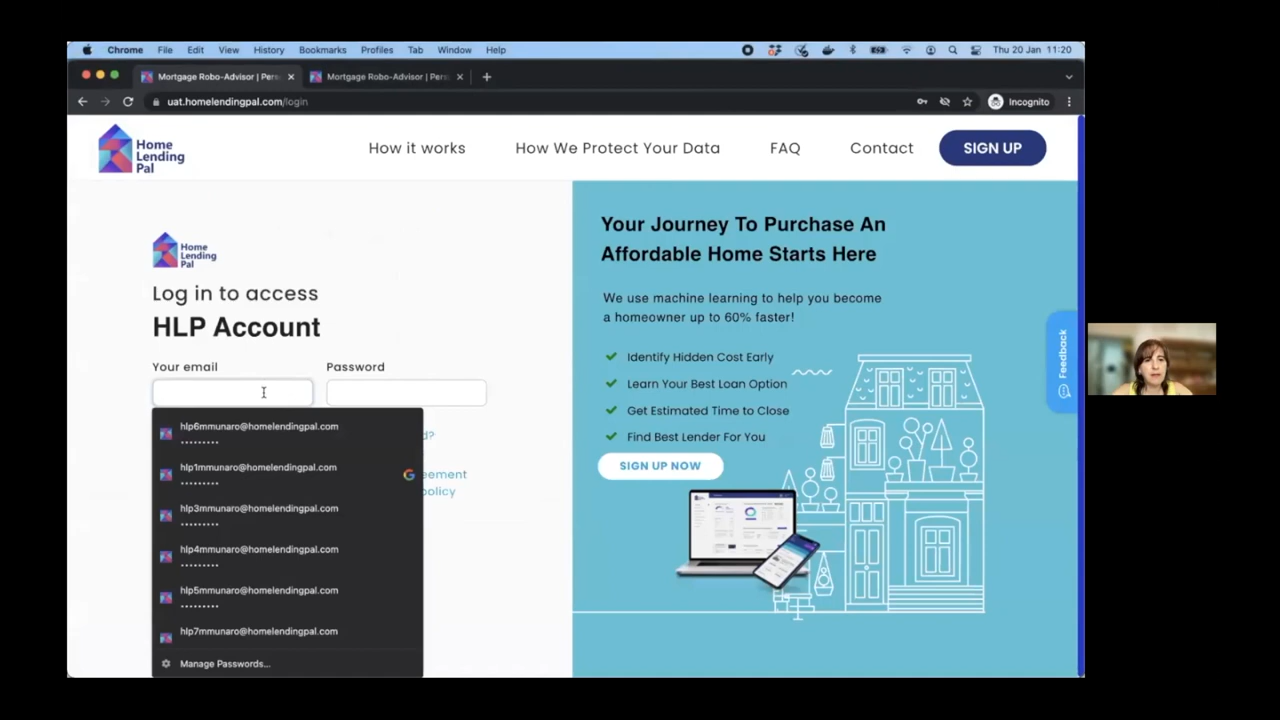 Chrome File Edit View History Bookmarks Profiles Tab Window Help Thu 20 Jan 11:20
Mortgage Robo-Advisor | Pers Mortgage Robo-Advisor | Pers
uat.homelendingpal.com/login Incognito
Home
Lending
Pal
How it works How We Protect Your Data FAQ Contact SIGN UP
Home
Lending
Pal
Log in to access
HLP Account
Your email Password
hlp6mmunaro@homelendingpal.com
•••••••••
d?
hlp1mmunaro@homelendingpal.com
•••••••••
eement
policy
hlp3mmunaro@homelendingpal.com
•••••••••
hlp4mmunaro@homelendingpal.com
•••••••••
hlp5mmunaro@homelendingpal.com
•••••••••
hlp7mmunaro@homelendingpal.com
Manage Passwords...
Your Journey To Purchase An
Affordable Home Starts Here
We use machine learning to help you become
a homeowner up to 60% faster!
Identify Hidden Cost Early
Learn Your Best Loan Option
Get Estimated Time to Close
Find Best Lender For You
SIGN UP NOW
Feedback